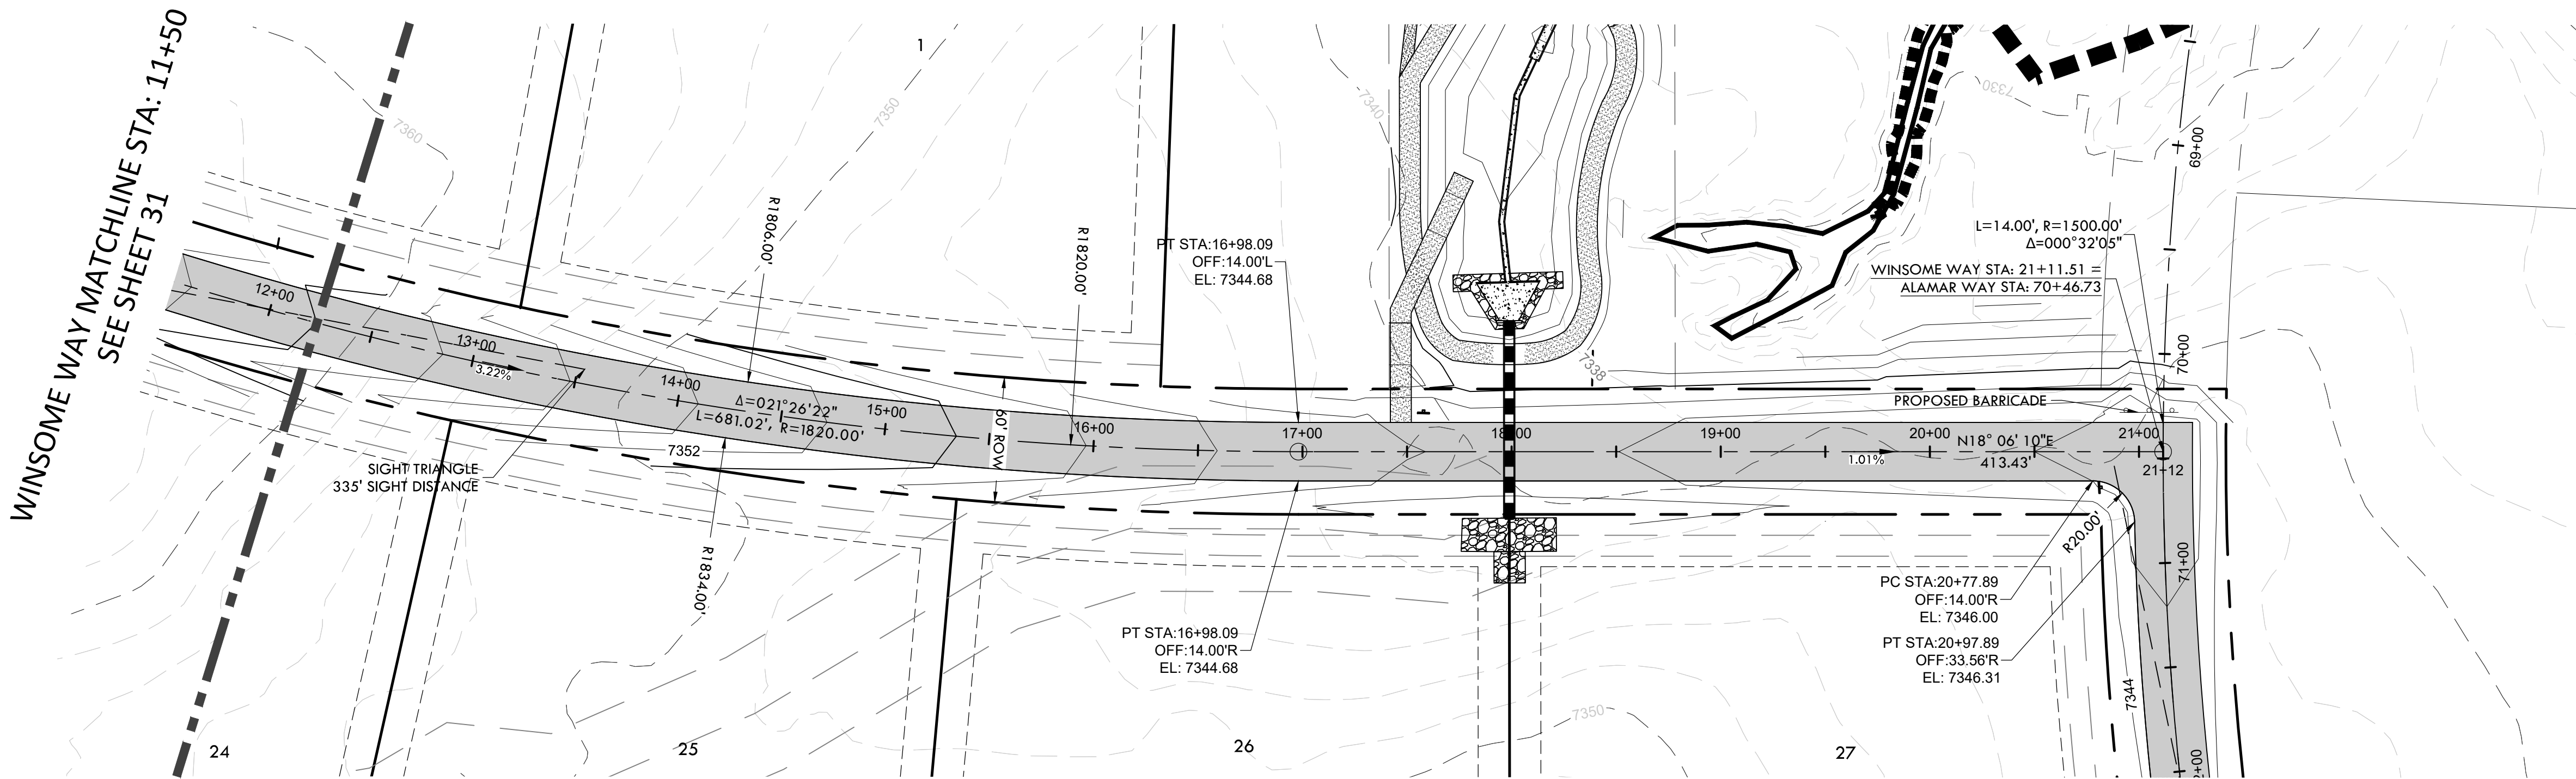 WINSOME WAY MATCHLINE STA: 11+50
SEE SHEET 31
1
7360
7350
7340
7330
7338
69+00
70+00
71+00
12+00
13+00
3.22%
14+00
15+00
16+00
17+00
18+00
19+00
20+00
21+00
21+12
R1806.00'
R1820.00'
R1834.00'
Δ=021°26'22"
L=681.02', R=1820.00'
7352
60' ROW
SIGHT TRIANGLE
335' SIGHT DISTANCE
PT STA:16+98.09
OFF:14.00'L
EL: 7344.68
PT STA:16+98.09
OFF:14.00'R
EL: 7344.68
L=14.00', R=1500.00'
Δ=000°32'05"
WINSOME WAY STA: 21+11.51 =
ALAMAR WAY STA: 70+46.73
PROPOSED BARRICADE
N18° 06' 10"E
413.43'
1.01%
R20.00'
PC STA:20+77.89
OFF:14.00'R
EL: 7346.00
PT STA:20+97.89
OFF:33.56'R
EL: 7346.31
7344
7350
24
25
26
27